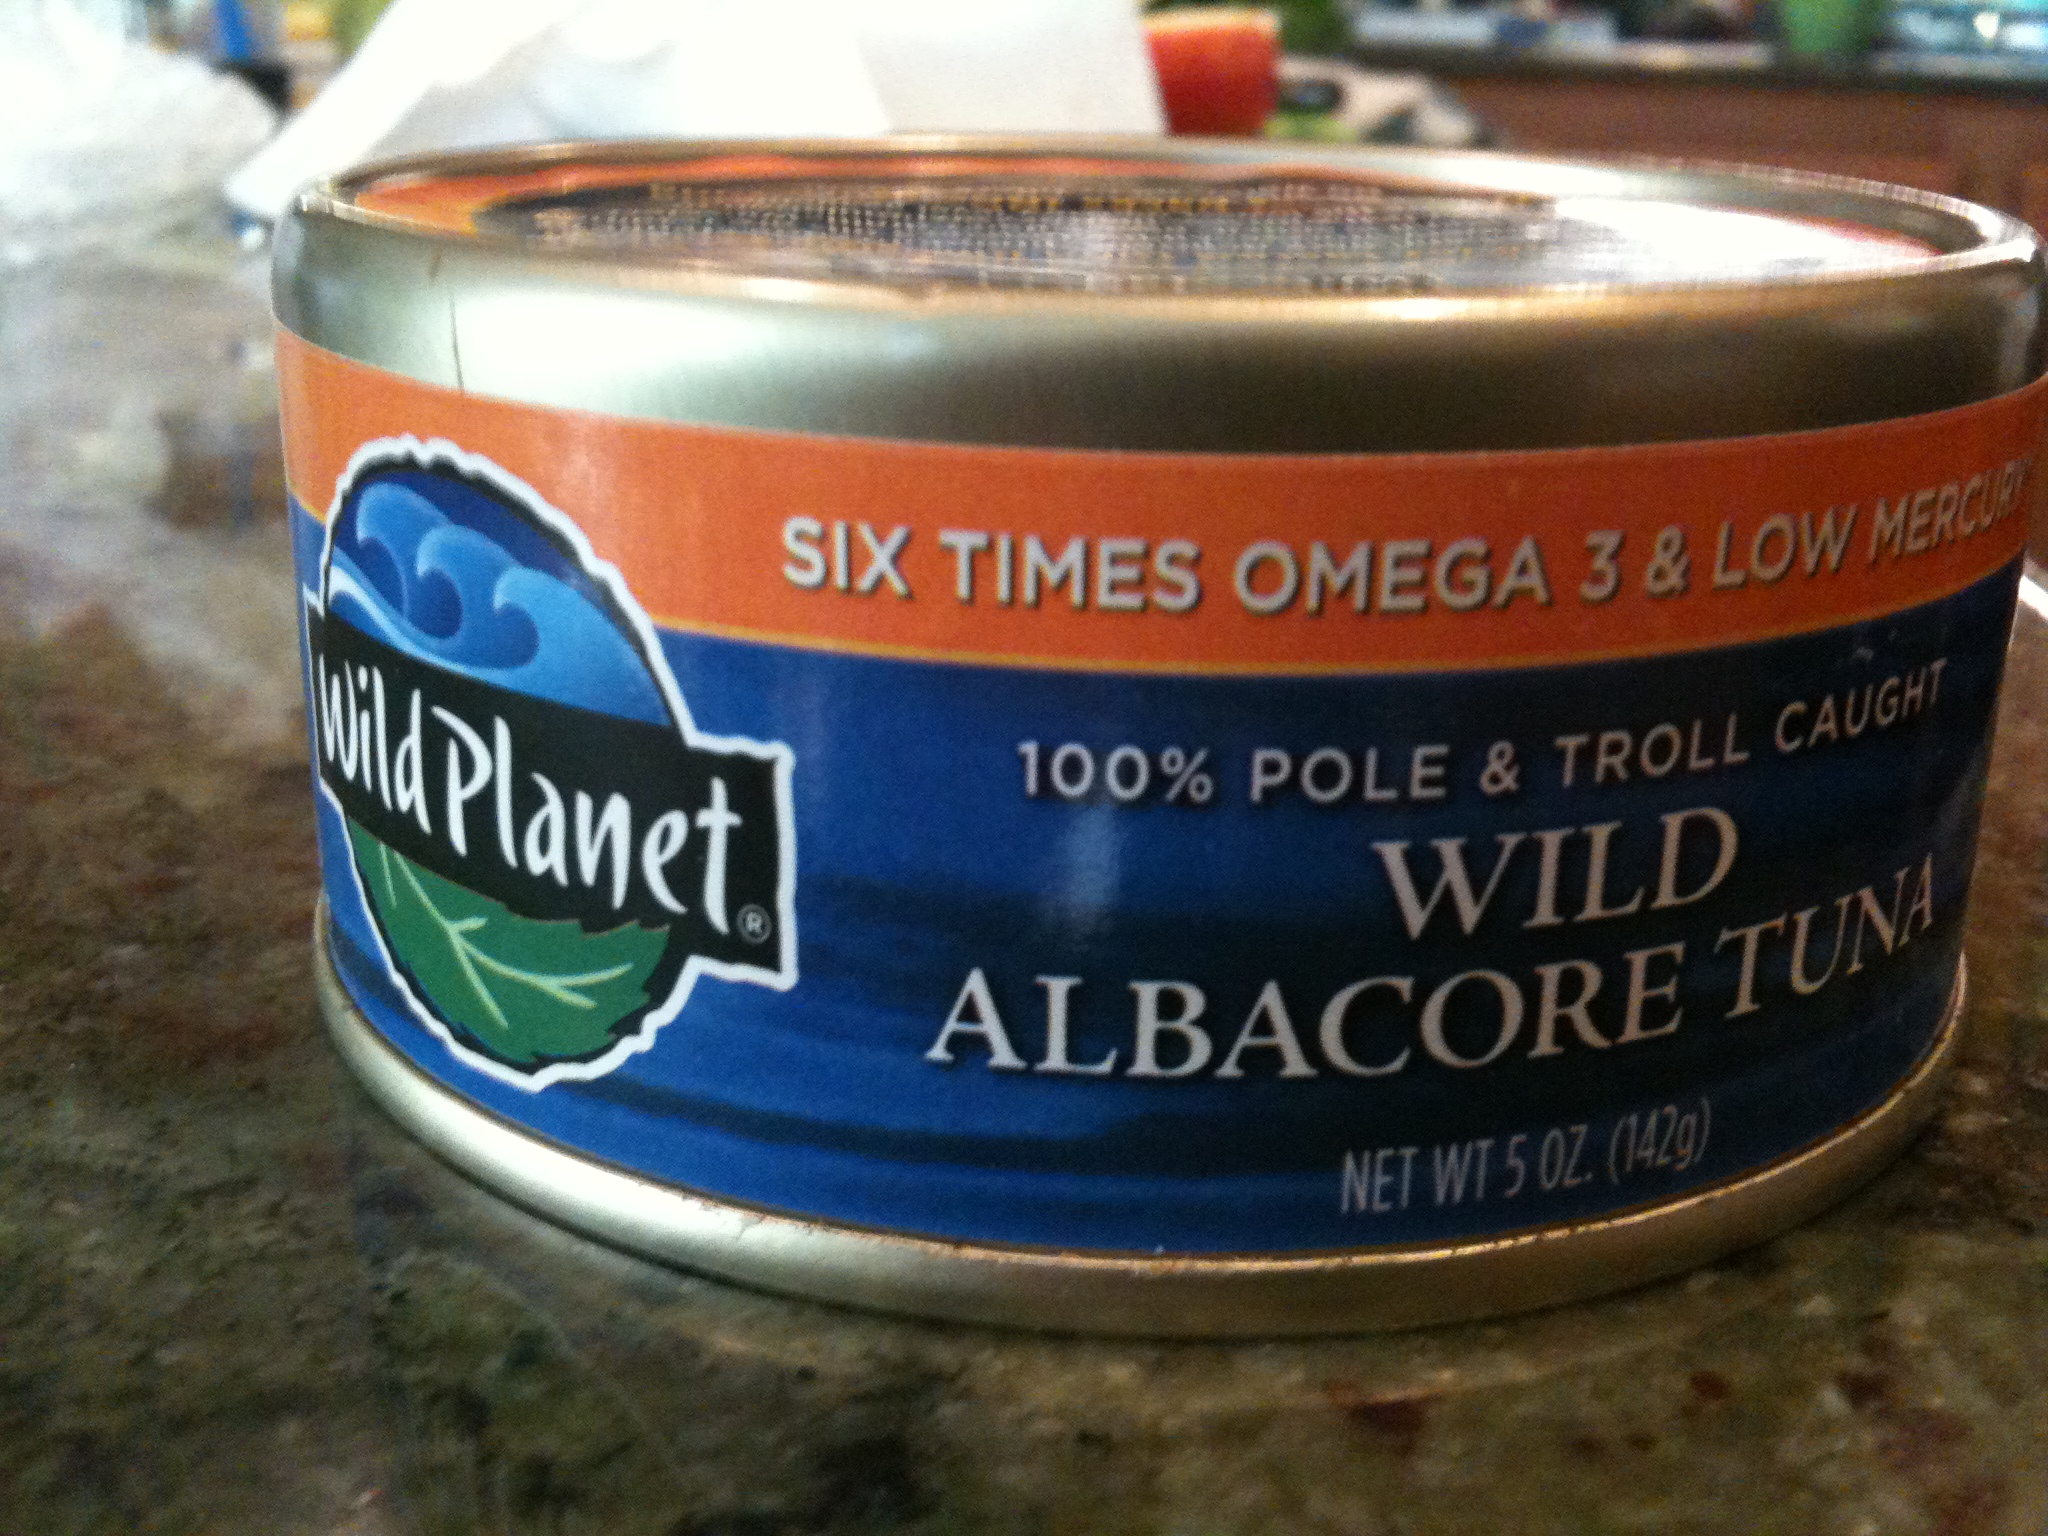 SIX TIMES OMEGA 3 & LOW MERCURY
Wild Planet®
100% POLE & TROLL CAUGHT
WILD
ALBACORE TUNA
NET WT 5 OZ. (142g)